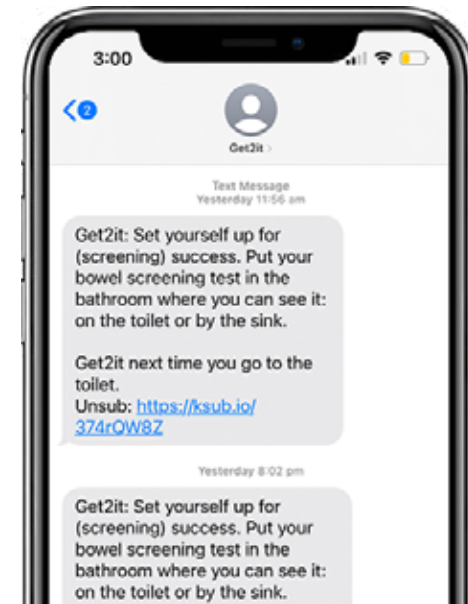 3:00
2
Get2it
Text Message
Yesterday 11:56 am
Get2it: Set yourself up for
(screening) success. Put your
bowel screening test in the
bathroom where you can see it:
on the toilet or by the sink.
Get2it next time you go to the
toilet.
Unsub: https://ksub.io/
374rQW8Z
Yesterday 8:02 pm
Get2it: Set yourself up for
(screening) success. Put your
bowel screening test in the
bathroom where you can see it:
on the toilet or by the sink.